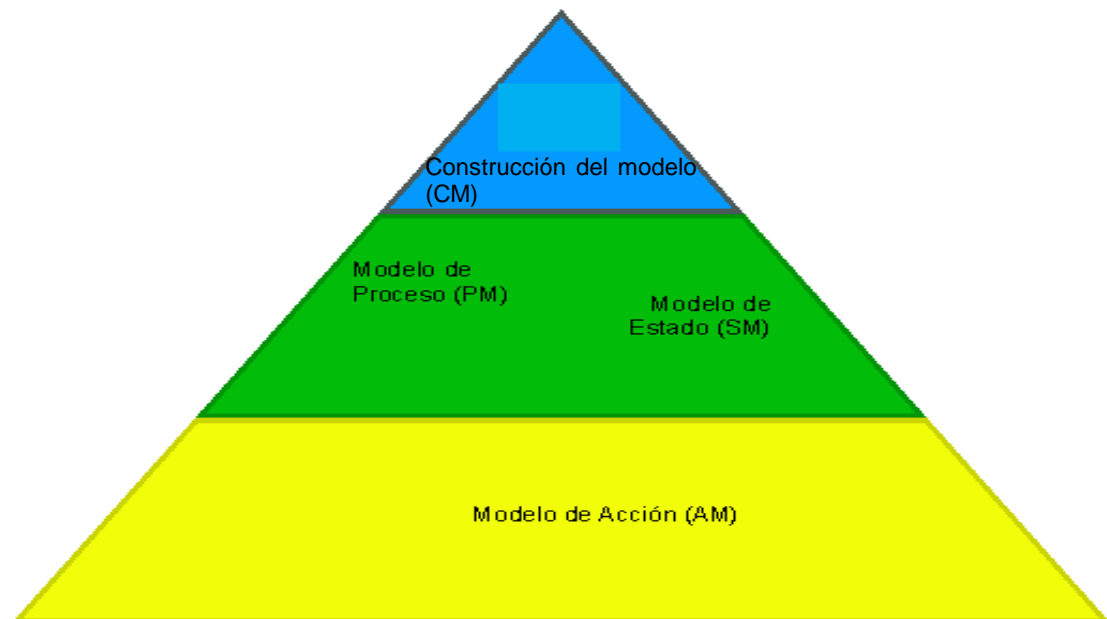 Construcción del modelo
(CM)
Modelo de
Proceso (PM)
Modelo de
Estado (SM)
Modelo de Acción (AM)